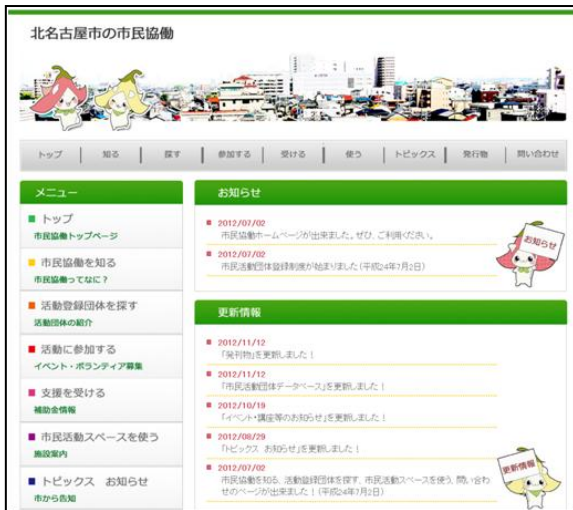 北名古屋市の市民協働
トップ 知る 探す 参加する 受ける 使う トピックス 発行物 問い合わせ
メニュー
トップ
市民協働トップページ
市民協働を知る
市民協働ってなに？
活動登録団体を探す
活動団体の紹介
活動に参加する
イベント・ボランティア募集
支援を受ける
補助金情報
市民活動スペースを使う
施設案内
トピックス　お知らせ
市から告知
お知らせ
2012/07/02
市民協働ホームページが出来ました。ぜひ、ご利用ください。
2012/07/02
市民活動団体登録制度が始まりました（平成24年7月2日）
お知らせ
更新情報
2012/11/12
「発刊物」を更新しました！
2012/11/12
「市民活動団体データベース」を更新しました！
2012/10/19
「イベント・講座等のお知らせ」を更新しました！
2012/08/29
「トピックス　お知らせ」を更新しました！
2012/07/02
市民協働を知る、活動登録団体を探す、市民活動スペースを使う、問い合わ
せのページが出来ました！（平成24年7月2日）
更新情報